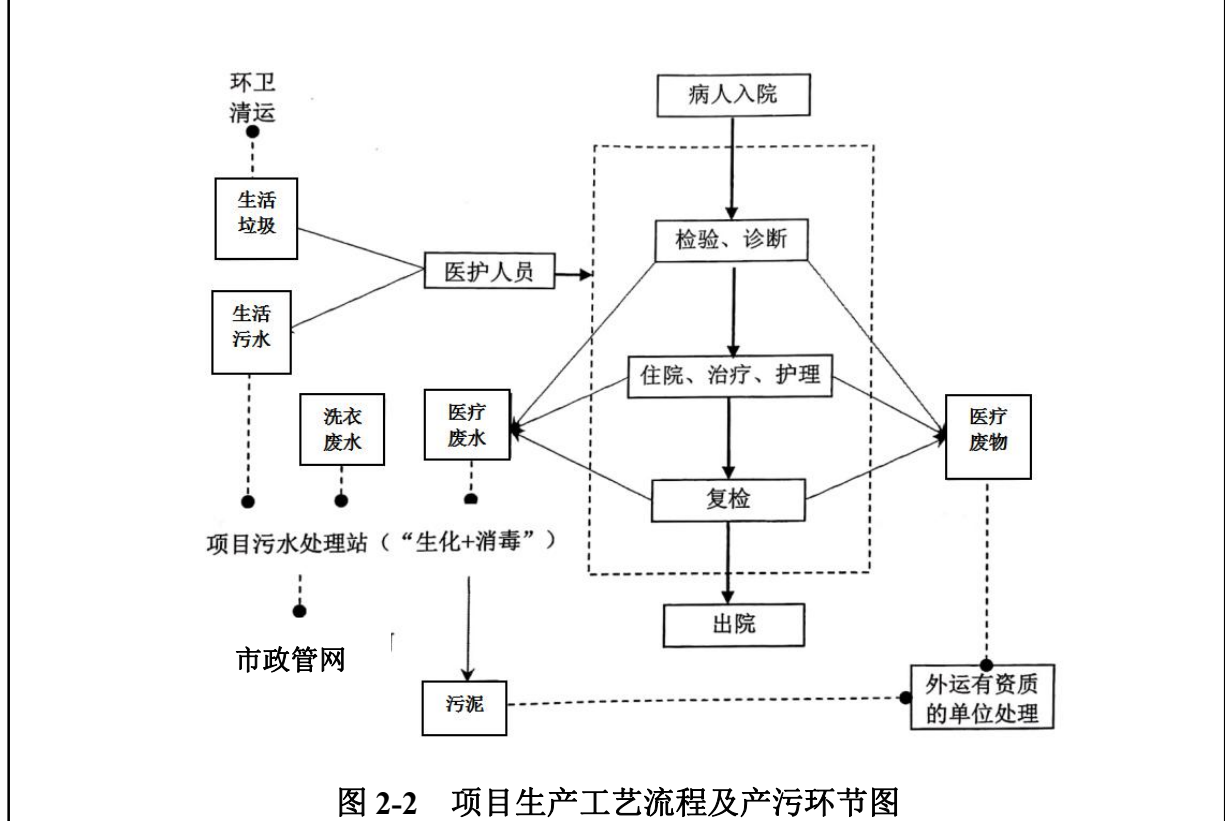 环卫
清运
病人入院
生活
垃圾
检验、诊断
医护人员
生活
污水
住院、治疗、护理
洗衣
废水
医疗
废水
医疗
废物
复检
项目污水处理站（“生化+消毒”）
出院
市政管网
外运有资质
的单位处理
污泥
图 2-2 项目生产工艺流程及产污环节图